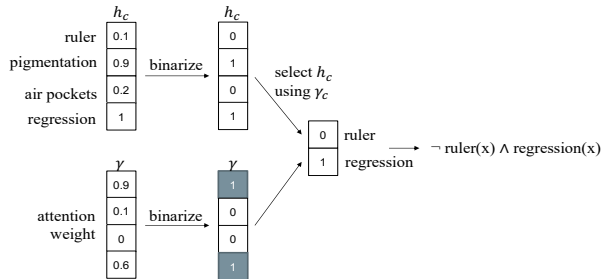 h_c
h_c
ruler
0.1
0
pigmentation
0.9
binarize
1
air pockets
0.2
0
regression
1
1
select h_c
using γ_c
0
ruler
1
regression
¬ ruler(x) ∧ regression(x)
γ
γ
0.9
1
attention
weight
0.1
binarize
0
0
0
0.6
1